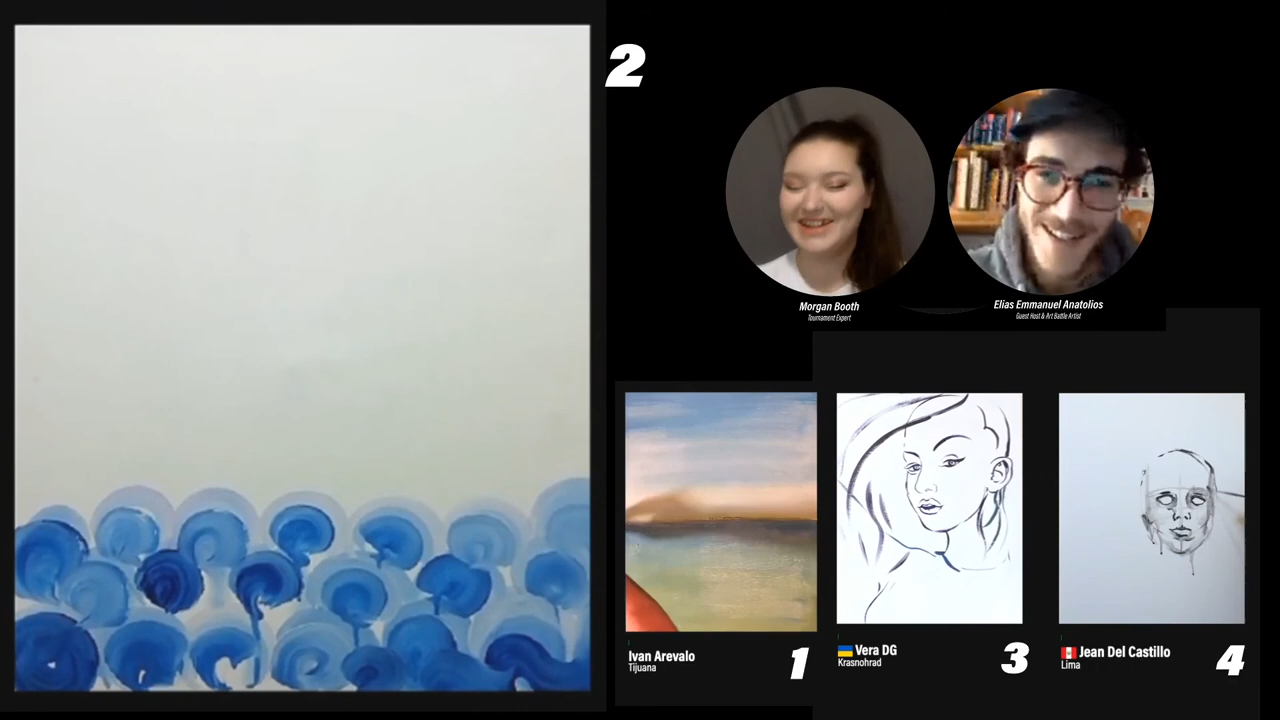 2
Morgan Booth
Tournament Expert
Elias Emmanuel Anatolios
Guest Host & Art Battle Artist
Ivan Arevalo
Tijuana
1
Vera DG
Krasnohrad
3
Jean Del Castillo
Lima
4